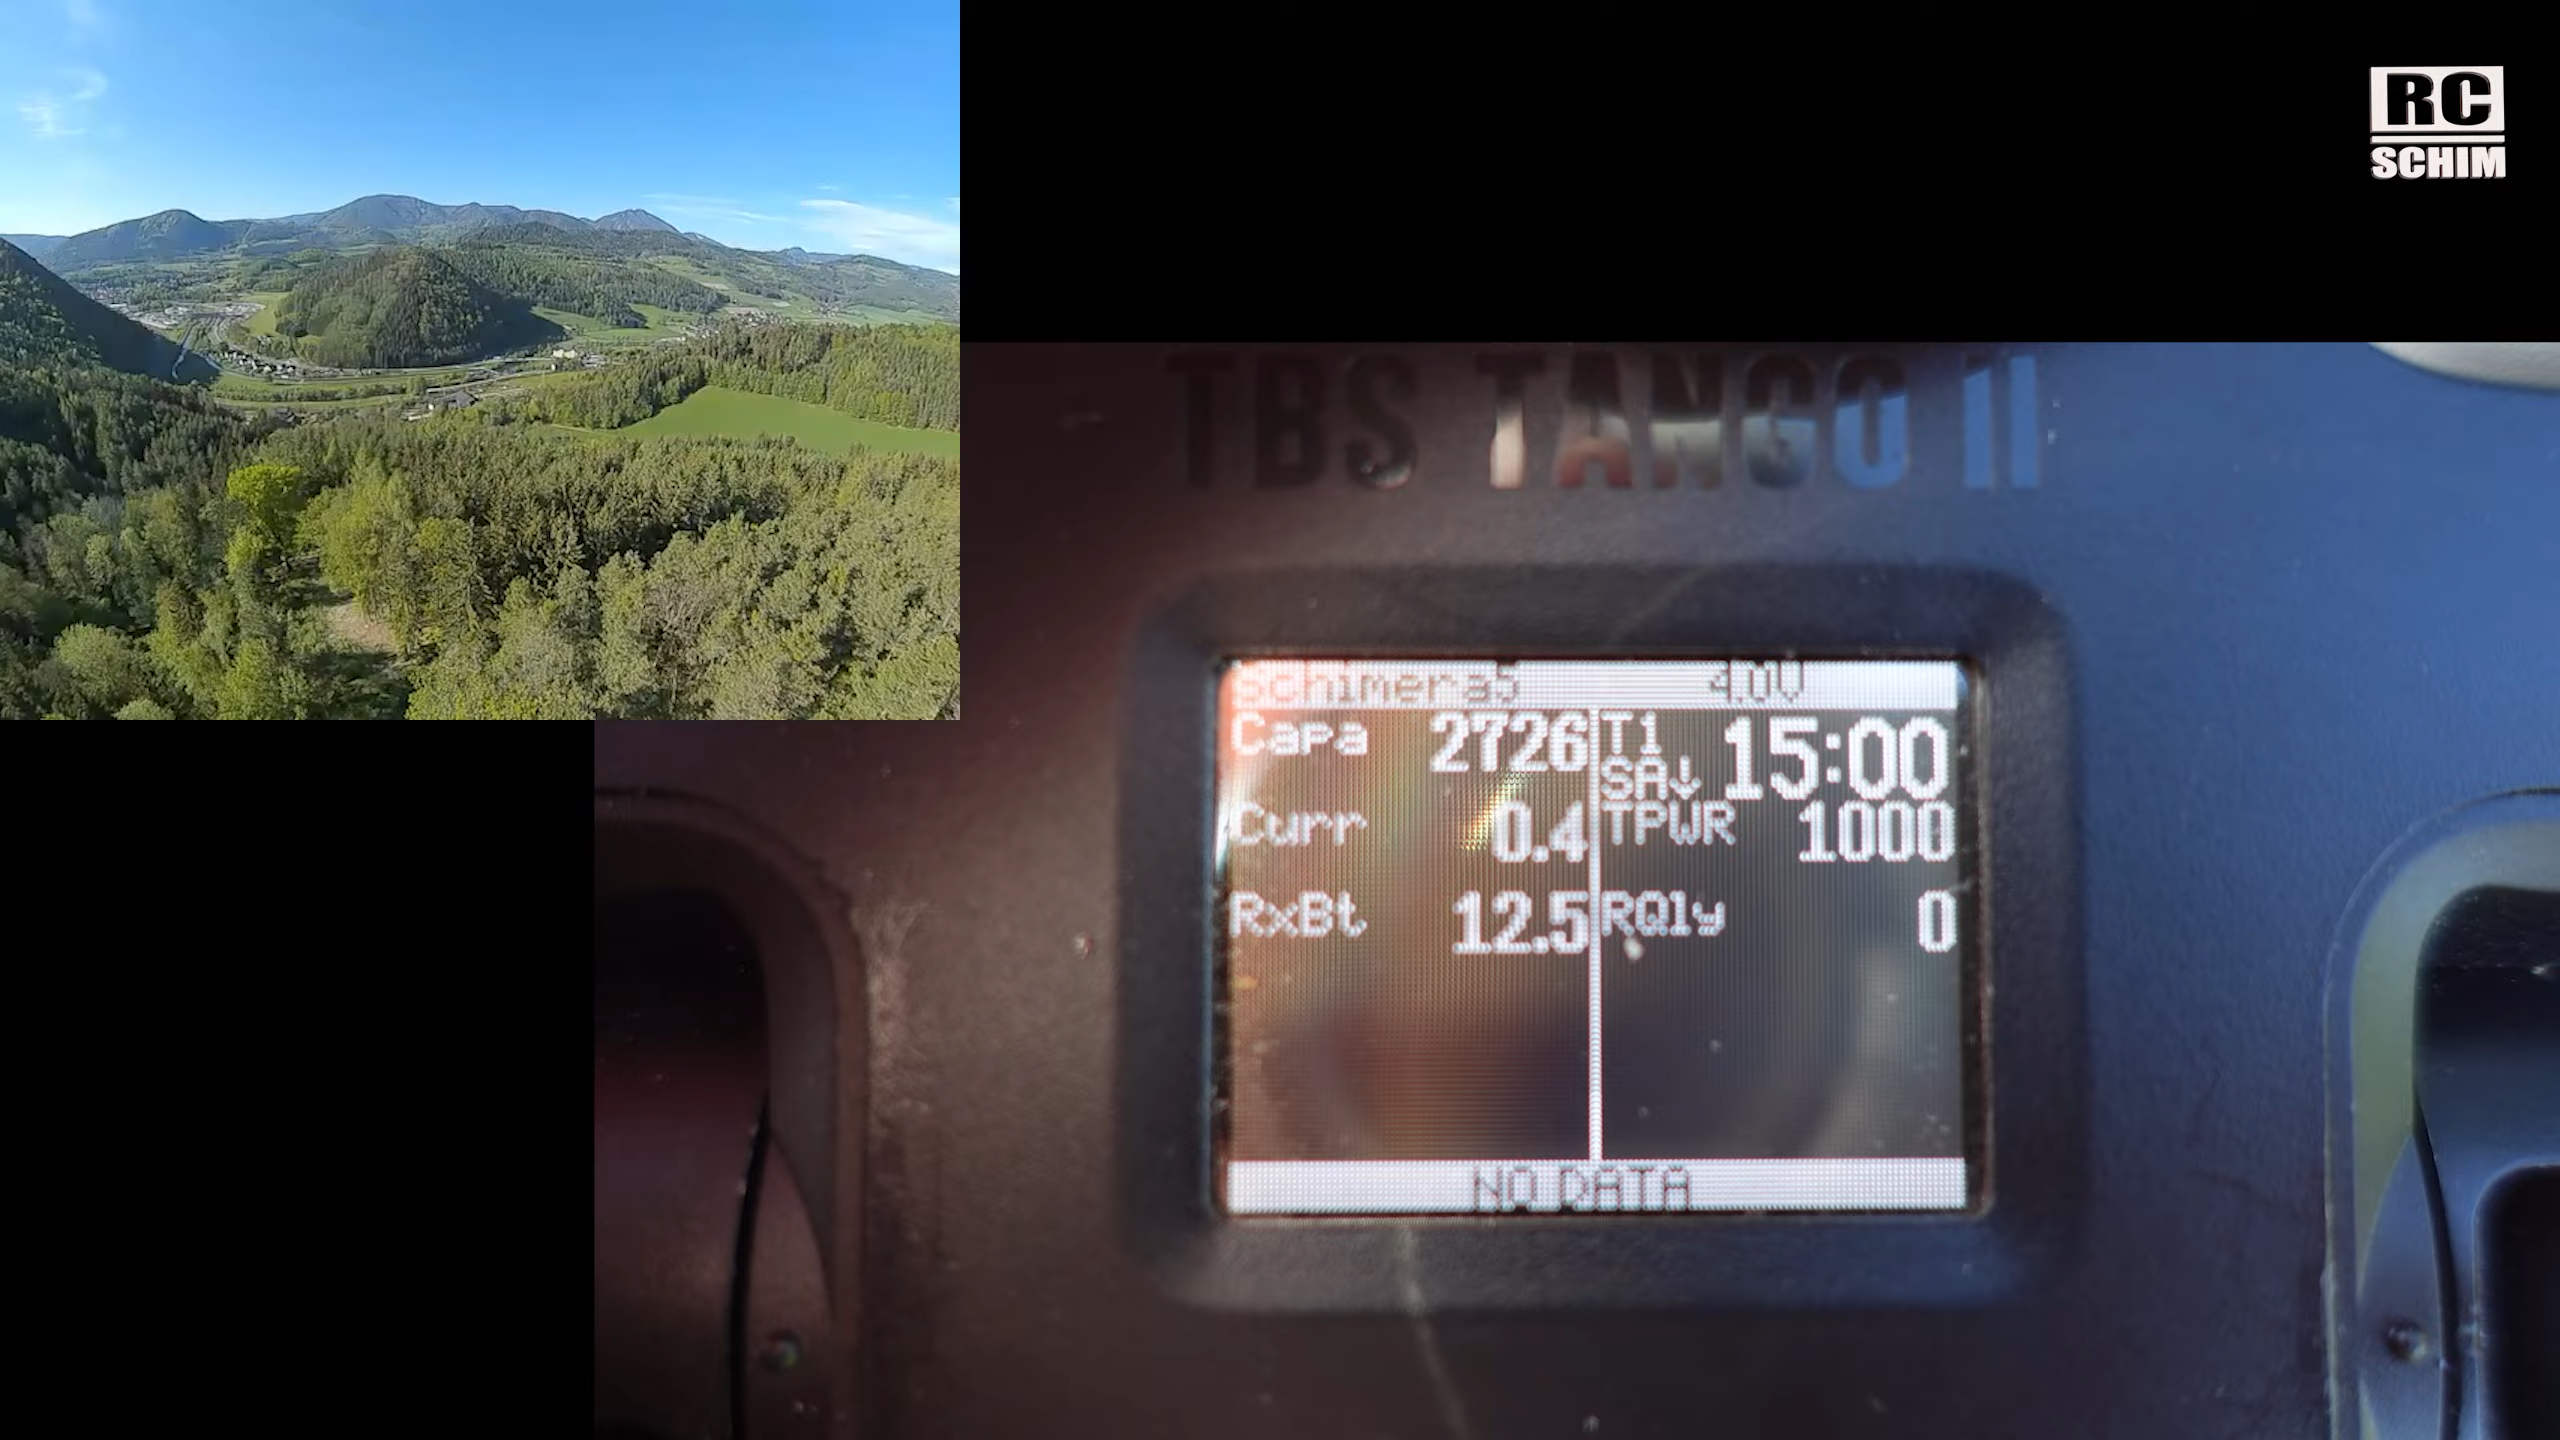 RC
SCHIM
TBS TANGO II
schimera5 4.0V
Capa 2726
T1 15:00
SA↓
Curr 0.4
TPWR 1000
RxBt 12.5
RQly 0
NO DATA